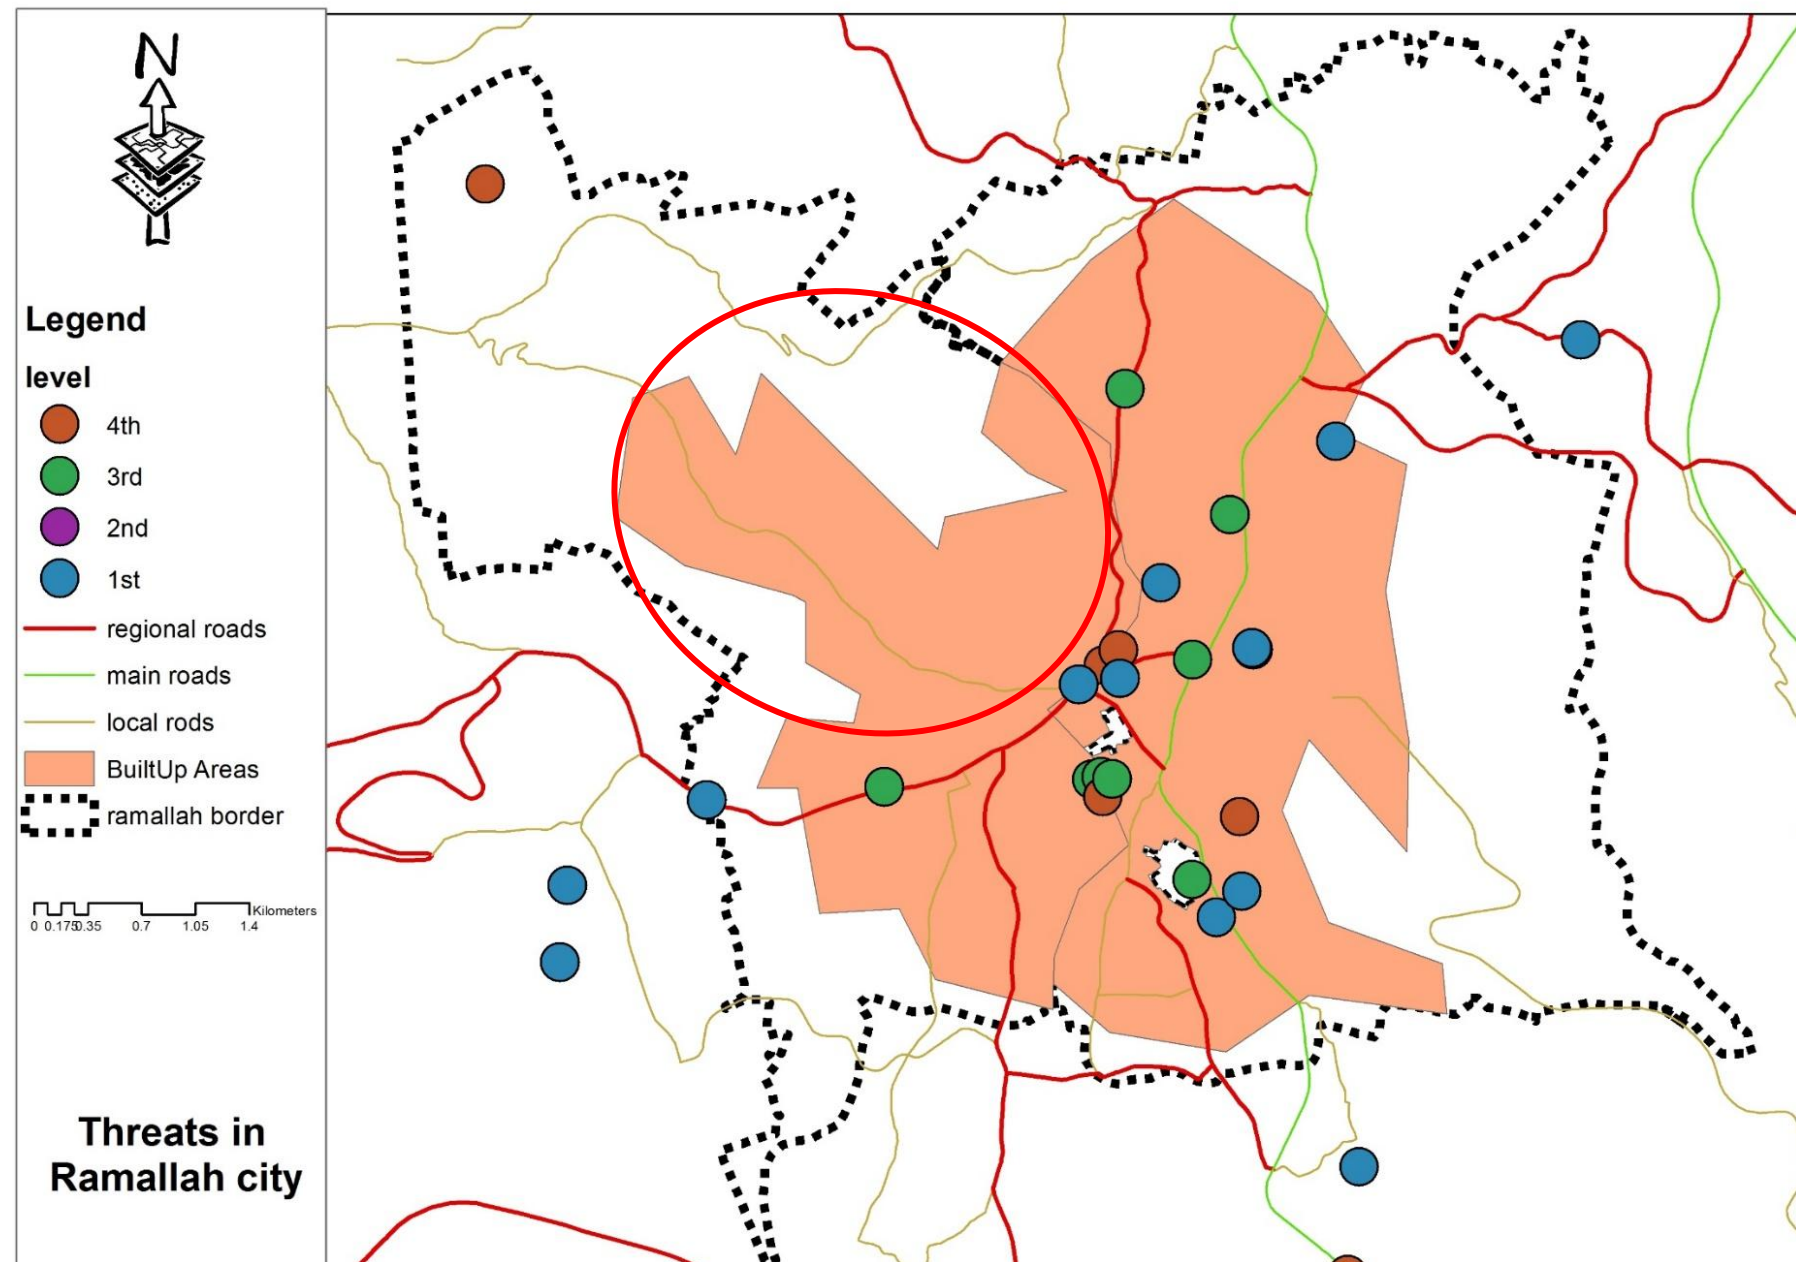 N
Legend
level
4th
3rd
2nd
1st
regional roads
main roads
local rods
BuiltUp Areas
ramallah border
Kilometers
0 0.175 0.35 0.7 1.05 1.4
Threats in
Ramallah city